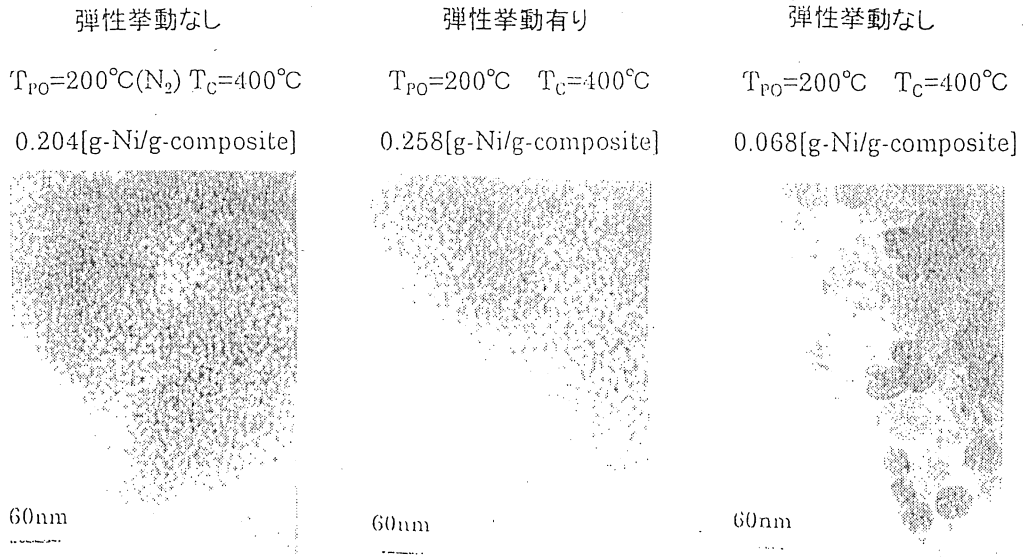 弾性挙動なし
T_PO=200℃(N₂) T_C=400℃
0.204[g-Ni/g-composite]
60nm
弾性挙動有り
T_PO=200℃ T_C=400℃
0.258[g-Ni/g-composite]
60nm
弾性挙動なし
T_PO=200℃ T_C=400℃
0.068[g-Ni/g-composite]
60nm